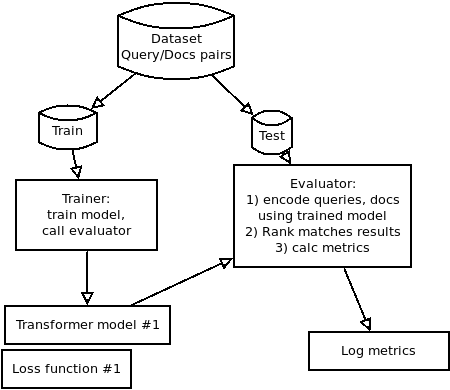 Dataset
Query/Docs pairs
Train
Test
Trainer:
train model,
call evaluator
Evaluator:
1) encode queries, docs
using trained model
2) Rank matches results
3) calc metrics
Transformer model #1
Loss function #1
Log metrics